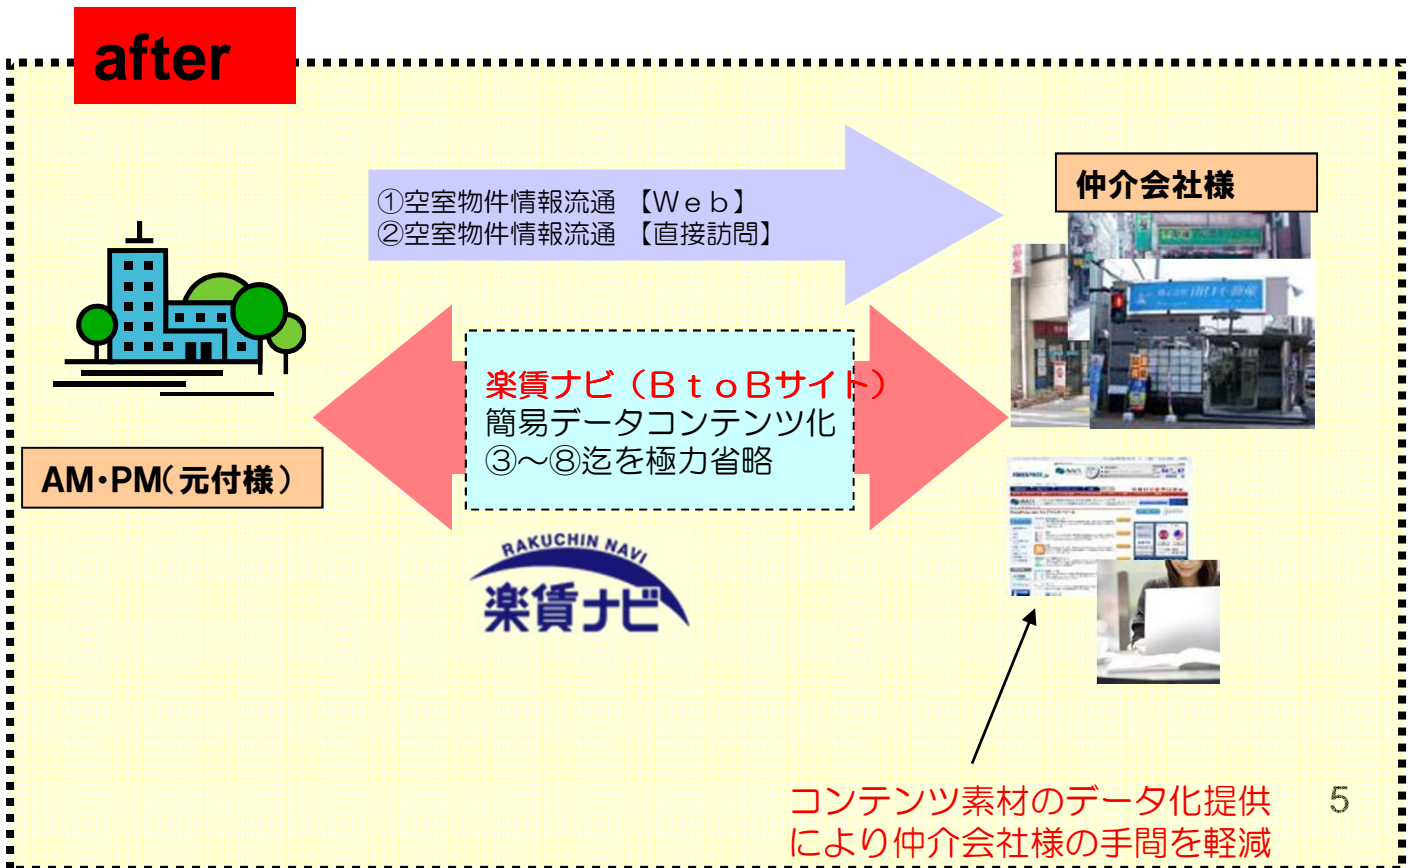 after
①空室物件情報流通 【Ｗｅｂ】
②空室物件情報流通 【直接訪問】
仲介会社様
楽賃ナビ（ＢｔｏＢサイト）
簡易データコンテンツ化
③～⑧迄を極力省略
AM･PM(元付様)
RAKUCHIN NAVI
楽賃ナビ
コンテンツ素材のデータ化提供
により仲介会社様の手間を軽減
5